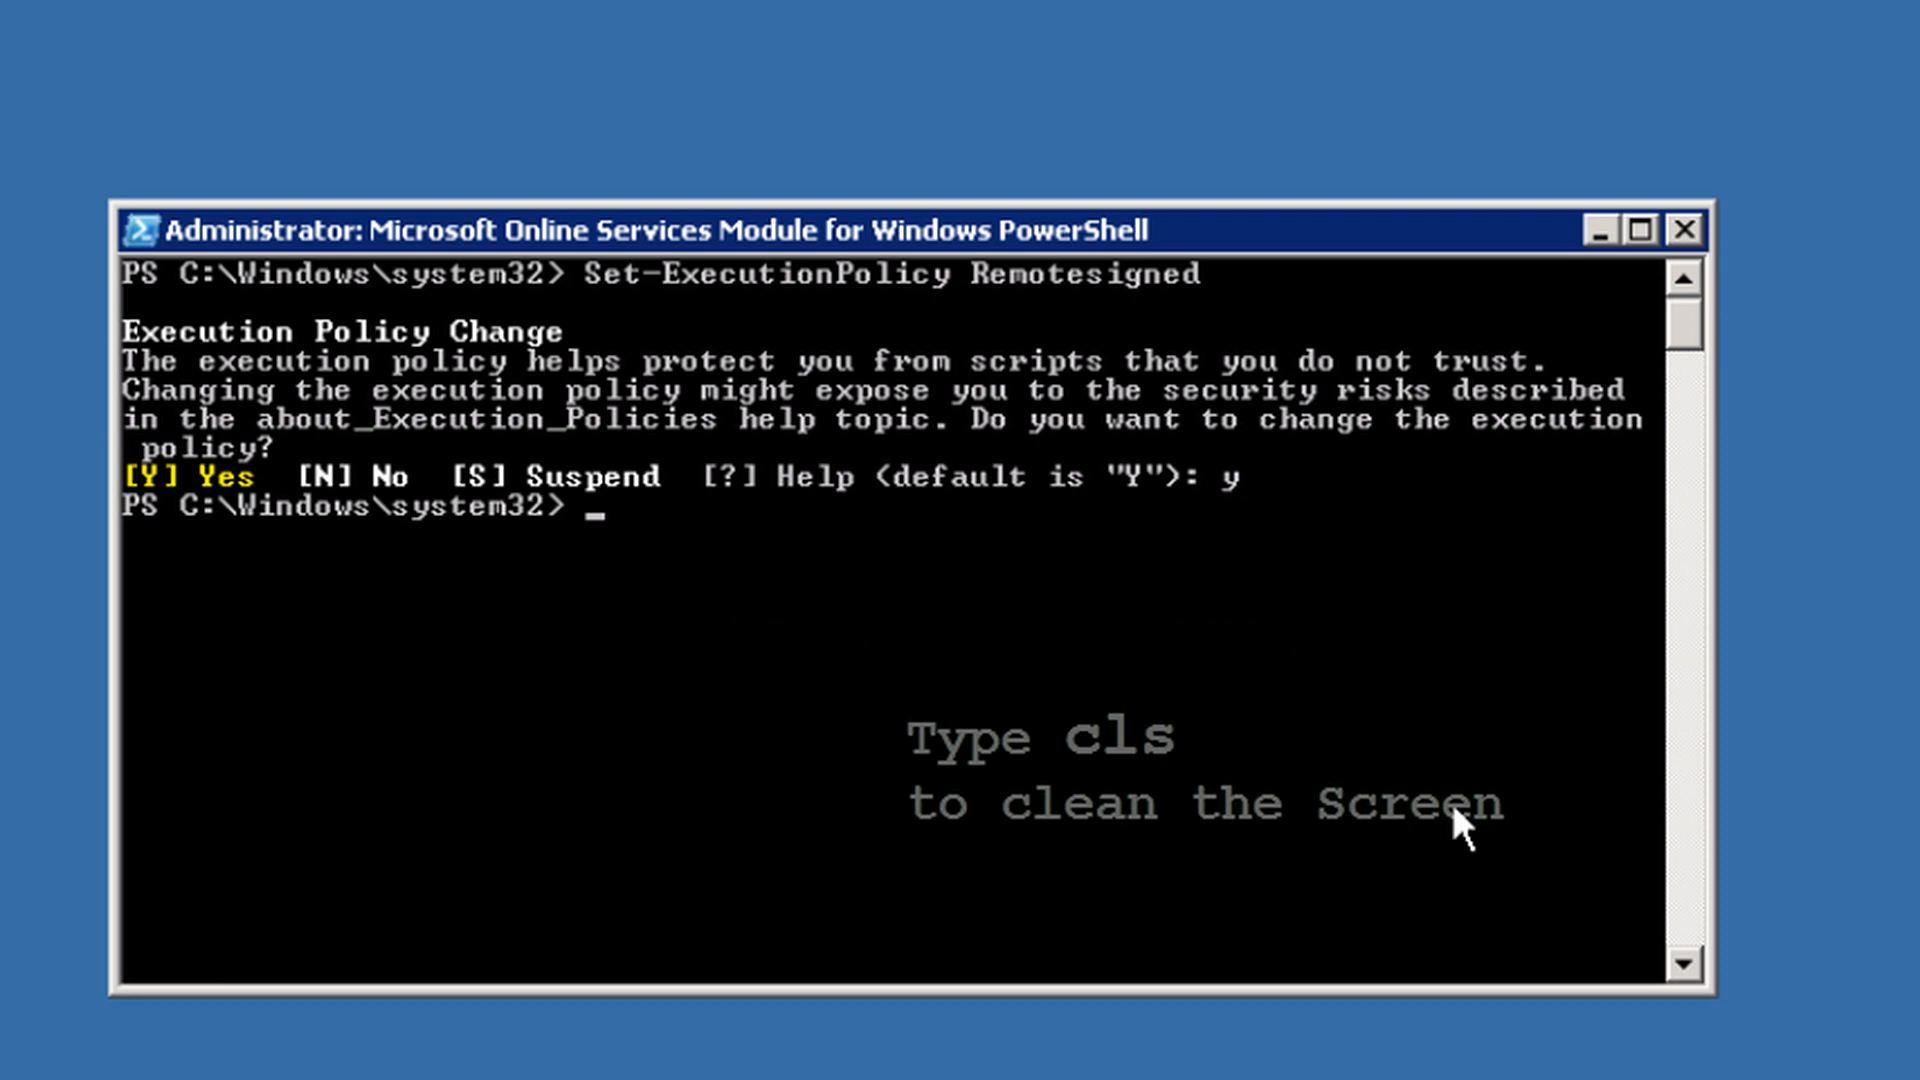 Administrator: Microsoft Online Services Module for Windows PowerShell
PS C:\Windows\system32> Set-ExecutionPolicy Remotesigned
Execution Policy Change
The execution policy helps protect you from scripts that you do not trust.
Changing the execution policy might expose you to the security risks described
in the about_Execution_Policies help topic. Do you want to change the execution
policy?
[Y] Yes  [N] No  [S] Suspend  [?] Help (default is "Y"): y
PS C:\Windows\system32> _
Type cls
to clean the Screen